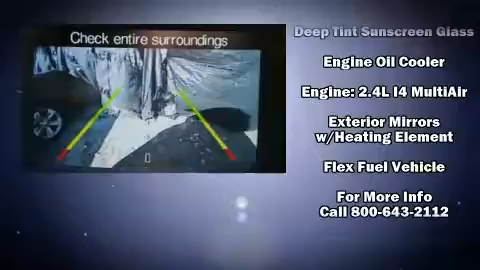 Check entire surroundings
Deep Tint Sunscreen Glass
Engine Oil Cooler
Engine: 2.4L I4 MultiAir
Exterior Mirrors
w/Heating Element
Flex Fuel Vehicle
For More Info
Call 800-643-2112